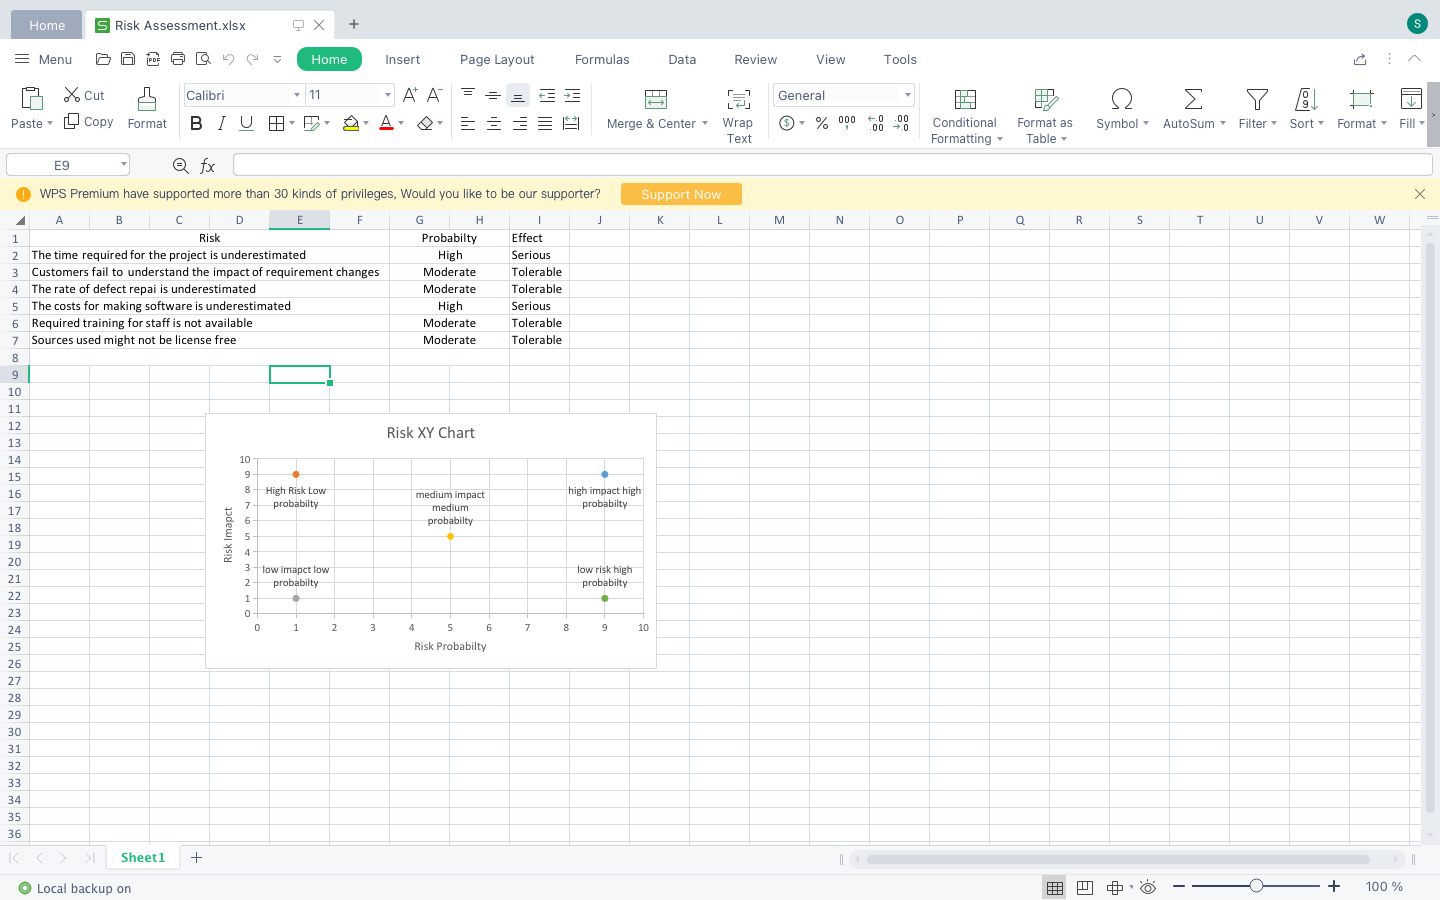 Home
Risk Assessment.xlsx
S
Menu
Home
Insert
Page Layout
Formulas
Data
Review
View
Tools
Paste
Cut
Copy
Format
Calibri
11
A+ A-
B I U
A
Merge & Center
Wrap
Text
General
Conditional
Formatting
Format as
Table
Symbol
AutoSum
Filter
Sort
Format
Fill
E9
fx
WPS Premium have supported more than 30 kinds of privileges, Would you like to be our supporter?
Support Now
A B C D E F G H I J K L M N O P Q R S T U V W
1 Risk Probabilty Effect
2 The time required for the project is underestimated High Serious
3 Customers fail to understand the impact of requirement changes Moderate Tolerable
4 The rate of defect repai is underestimated Moderate Tolerable
5 The costs for making software is underestimated High Serious
6 Required training for staff is not available Moderate Tolerable
7 Sources used might not be license free Moderate Tolerable
8
9
10
11
12
13
14
15
16
17
18
19
20
21
22
23
24
25
26
27
28
29
30
31
32
33
34
35
36
Risk XY Chart
10
9
8
7
6
5
4
3
2
1
0
Risk Imapct
High Risk Low
probabilty
medium impact
medium
probabilty
high impact high
probabilty
low imapct low
probabilty
low risk high
probabilty
0 1 2 3 4 5 6 7 8 9 10
Risk Probabilty
Sheet1
Local backup on
100 %